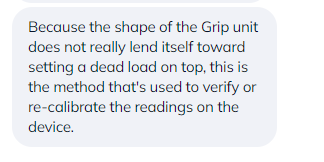 Because the shape of the Grip unit
does not really lend itself toward
setting a dead load on top, this is
the method that's used to verify or
re-calibrate the readings on the
device.